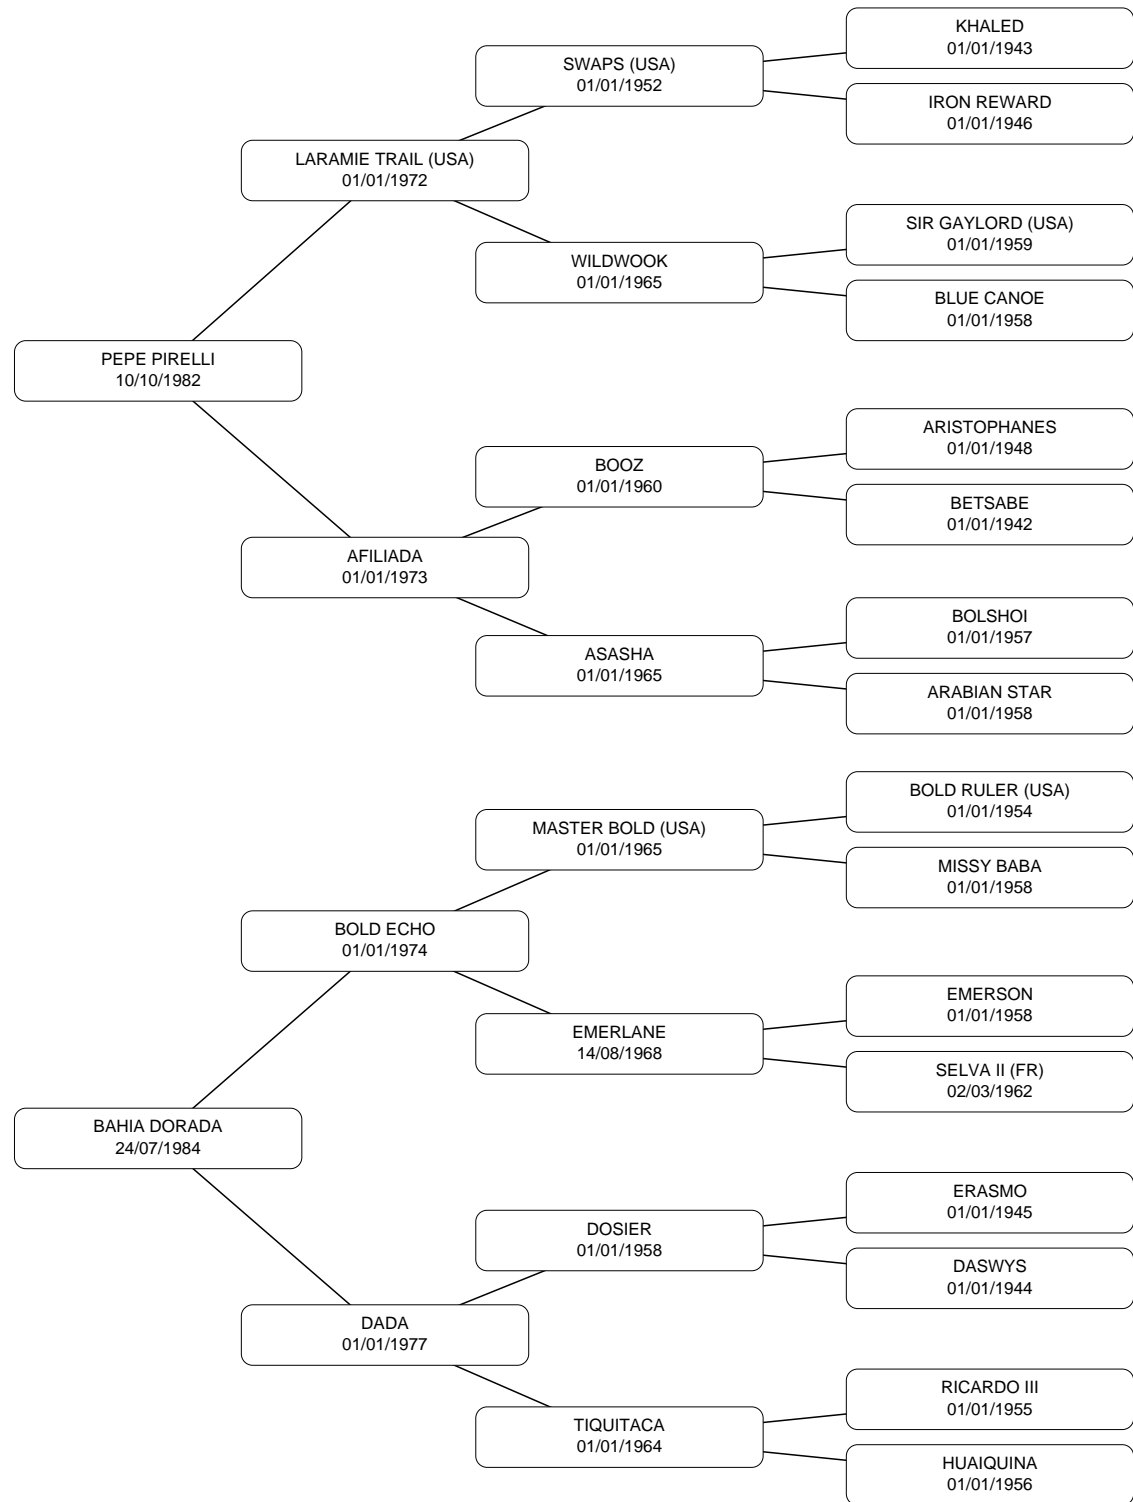 KHALED
01/01/1943
SWAPS (USA)
01/01/1952
IRON REWARD
01/01/1946
LARAMIE TRAIL (USA)
01/01/1972
SIR GAYLORD (USA)
01/01/1959
WILDWOOK
01/01/1965
BLUE CANOE
01/01/1958
PEPE PIRELLI
10/10/1982
ARISTOPHANES
01/01/1948
BOOZ
01/01/1960
BETSABE
01/01/1942
AFILIADA
01/01/1973
BOLSHOI
01/01/1957
ASASHA
01/01/1965
ARABIAN STAR
01/01/1958
BOLD RULER (USA)
01/01/1954
MASTER BOLD (USA)
01/01/1965
MISSY BABA
01/01/1958
BOLD ECHO
01/01/1974
EMERSON
01/01/1958
EMERLANE
14/08/1968
SELVA II (FR)
02/03/1962
BAHIA DORADA
24/07/1984
ERASMO
01/01/1945
DOSIER
01/01/1958
DASWYS
01/01/1944
DADA
01/01/1977
RICARDO III
01/01/1955
TIQUITACA
01/01/1964
HUAIQUINA
01/01/1956